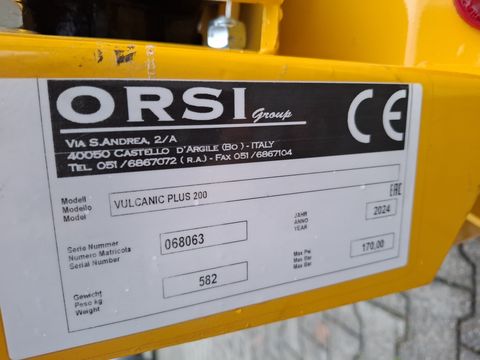 ORSI Group
CE
VIA S.ANDREA, 2/A
40050 CASTELLO D'ARGILE (BO) - ITALY
TEL. 051/6867072 (R.A.) - FAX 051/6867104
Modell
Modello
Model
VULCANIC PLUS 200
EAC
Serie Nummer
Numero Matricola
Serial Number
068063
JAHR
ANNO
YEAR
2024
Gewicht
Peso kg
Weight
582
Max Psi
Max Bar
Max Bar
170,00